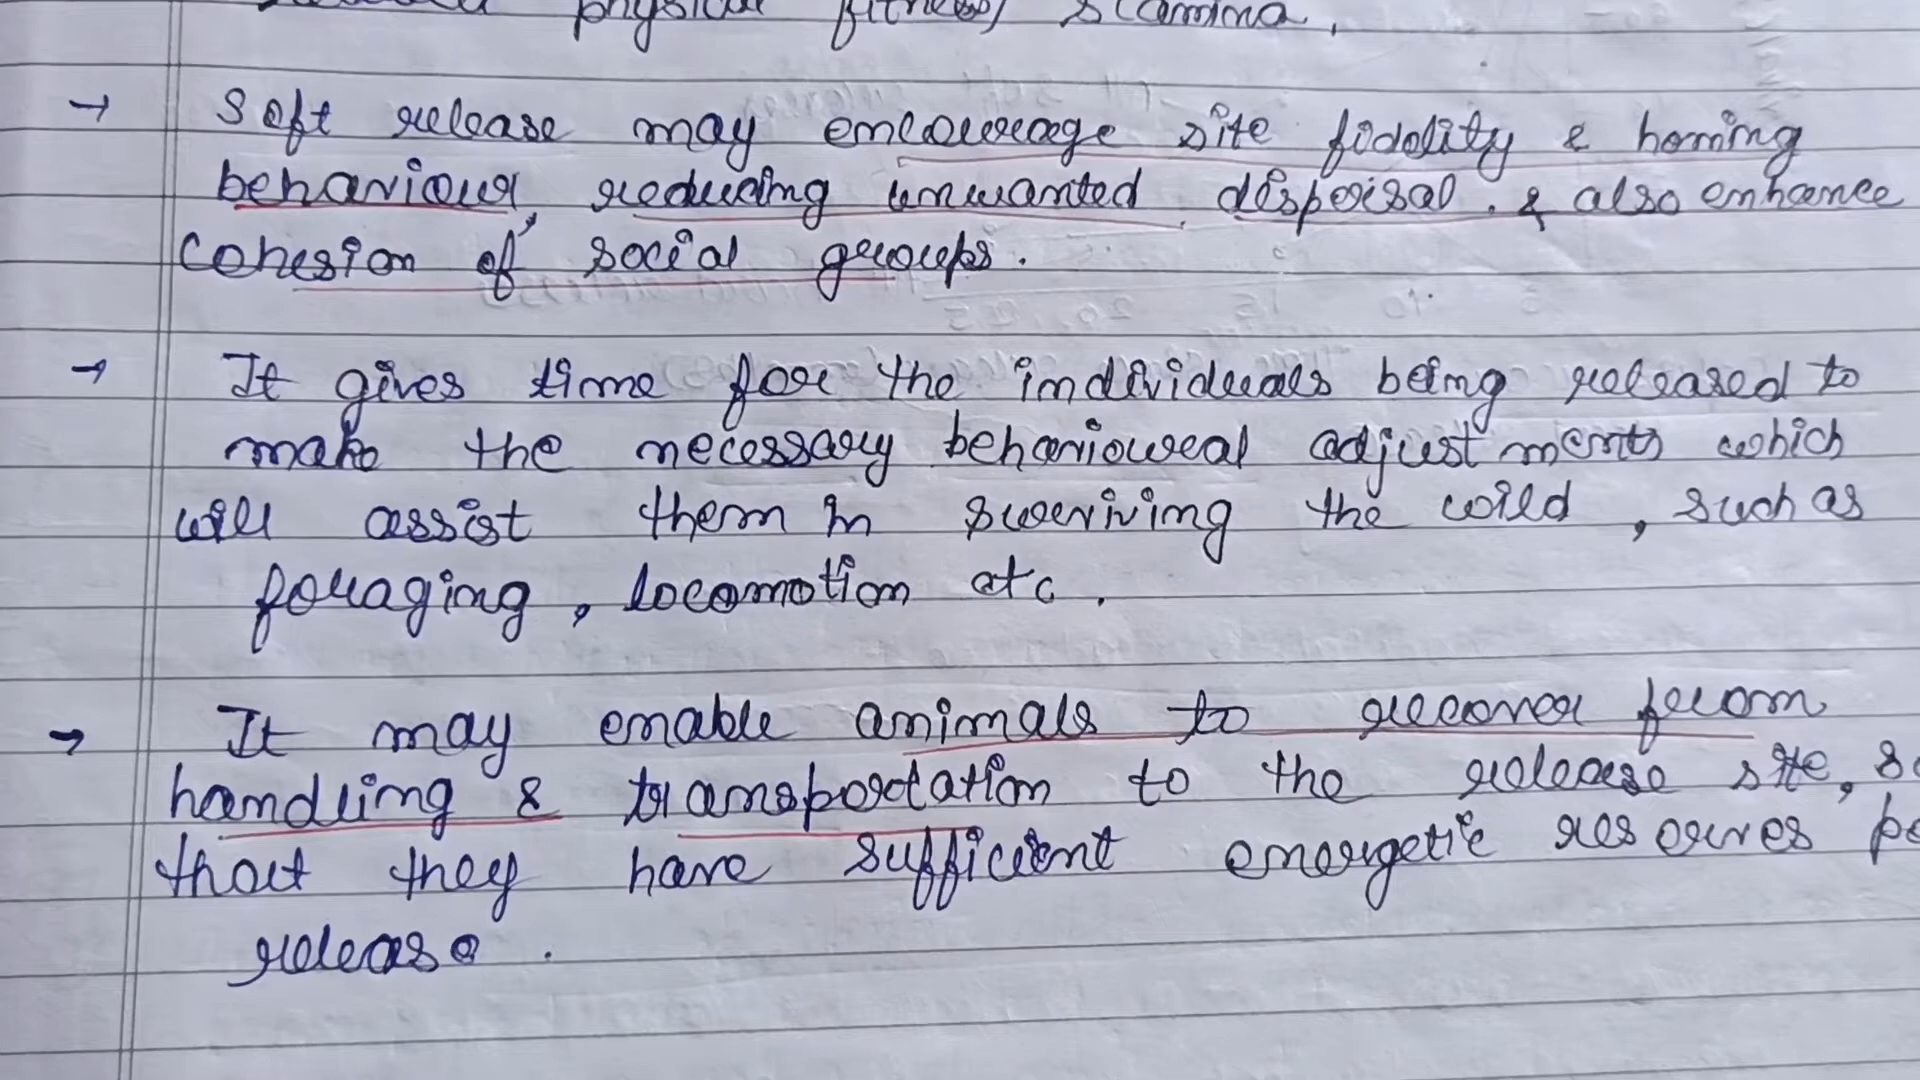 physical fitness, stamina.
→ Soft release may encourage site fidelity & homing
behaviour, reducing unwanted dispersal. & also enhance
cohesion of social groups.
→ It gives time for the individuals being released to
make the necessary behavioural adjustments which
will assist them in surviving the wild, such as
foraging, locomotion etc.
→ It may enable animals to recover from
handling & transportation to the release site, so
that they have sufficient energetic reserves
release.